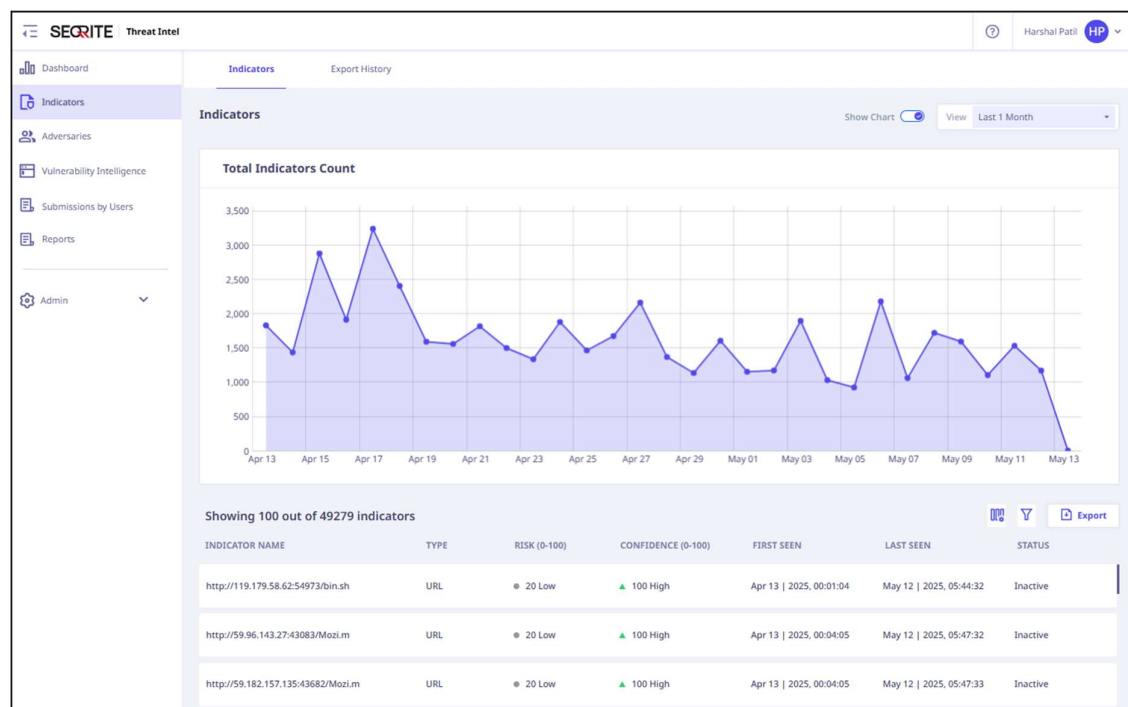 SEQRITE Threat Intel
Harshal Patil HP
Dashboard
Indicators
Adversaries
Vulnerability Intelligence
Submissions by Users
Reports
Admin
Indicators Export History
Indicators
Show Chart View Last 1 Month
Total Indicators Count
3,500
3,000
2,500
2,000
1,500
1,000
500
0
Apr 13 Apr 15 Apr 17 Apr 19 Apr 21 Apr 23 Apr 25 Apr 27 Apr 29 May 01 May 03 May 05 May 07 May 09 May 11 May 13
Showing 100 out of 49279 indicators
Export
INDICATOR NAME TYPE RISK (0-100) CONFIDENCE (0-100) FIRST SEEN LAST SEEN STATUS
http://119.179.58.62:54973/bin.sh URL 20 Low 100 High Apr 13 | 2025, 00:01:04 May 12 | 2025, 05:44:32 Inactive
http://59.96.143.27:43083/Mozi.m URL 20 Low 100 High Apr 13 | 2025, 00:04:05 May 12 | 2025, 05:47:32 Inactive
http://59.182.157.135:43682/Mozi.m URL 20 Low 100 High Apr 13 | 2025, 00:04:05 May 12 | 2025, 05:47:33 Inactive